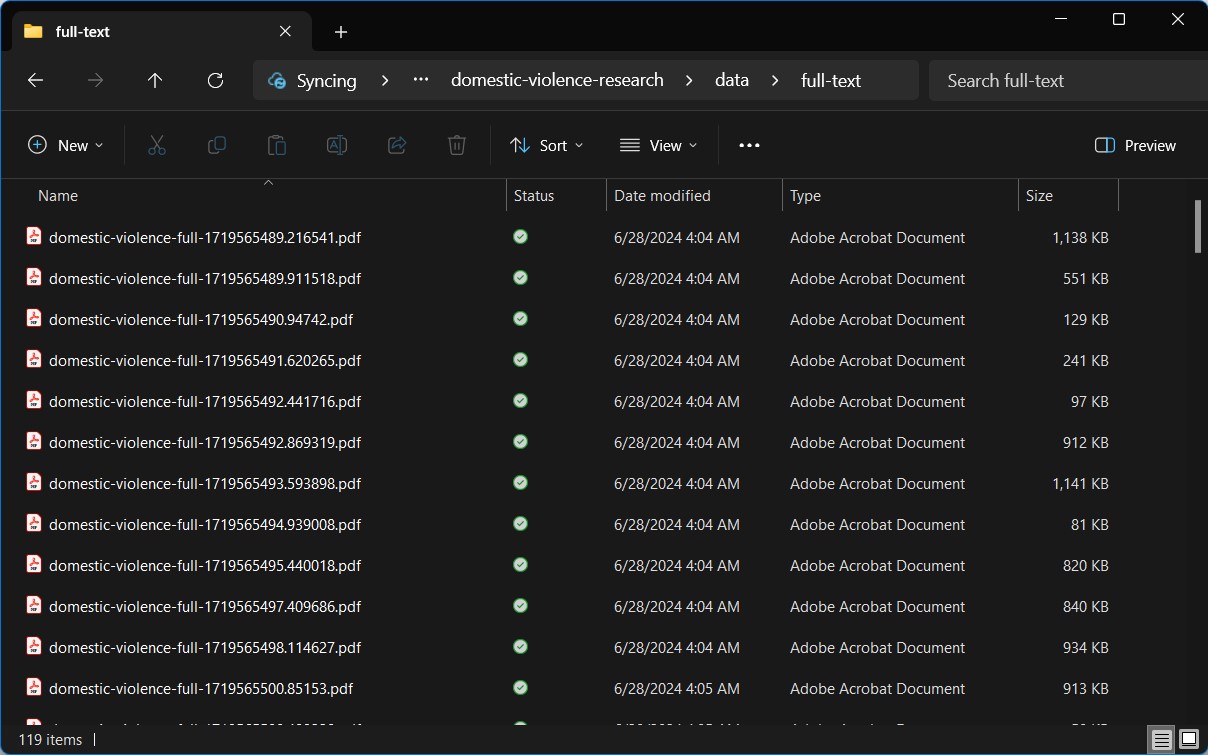 full-text
Syncing > ... domestic-violence-research > data > full-text Search full-text
New Sort View ... Preview
Name Status Date modified Type Size
domestic-violence-full-1719565489.216541.pdf 6/28/2024 4:04 AM Adobe Acrobat Document 1,138 KB
domestic-violence-full-1719565489.911518.pdf 6/28/2024 4:04 AM Adobe Acrobat Document 551 KB
domestic-violence-full-1719565490.94742.pdf 6/28/2024 4:04 AM Adobe Acrobat Document 129 KB
domestic-violence-full-1719565491.620265.pdf 6/28/2024 4:04 AM Adobe Acrobat Document 241 KB
domestic-violence-full-1719565492.441716.pdf 6/28/2024 4:04 AM Adobe Acrobat Document 97 KB
domestic-violence-full-1719565492.869319.pdf 6/28/2024 4:04 AM Adobe Acrobat Document 912 KB
domestic-violence-full-1719565493.593898.pdf 6/28/2024 4:04 AM Adobe Acrobat Document 1,141 KB
domestic-violence-full-1719565494.939008.pdf 6/28/2024 4:04 AM Adobe Acrobat Document 81 KB
domestic-violence-full-1719565495.440018.pdf 6/28/2024 4:04 AM Adobe Acrobat Document 820 KB
domestic-violence-full-1719565497.409686.pdf 6/28/2024 4:04 AM Adobe Acrobat Document 840 KB
domestic-violence-full-1719565498.114627.pdf 6/28/2024 4:04 AM Adobe Acrobat Document 934 KB
domestic-violence-full-1719565500.85153.pdf 6/28/2024 4:05 AM Adobe Acrobat Document 913 KB
119 items